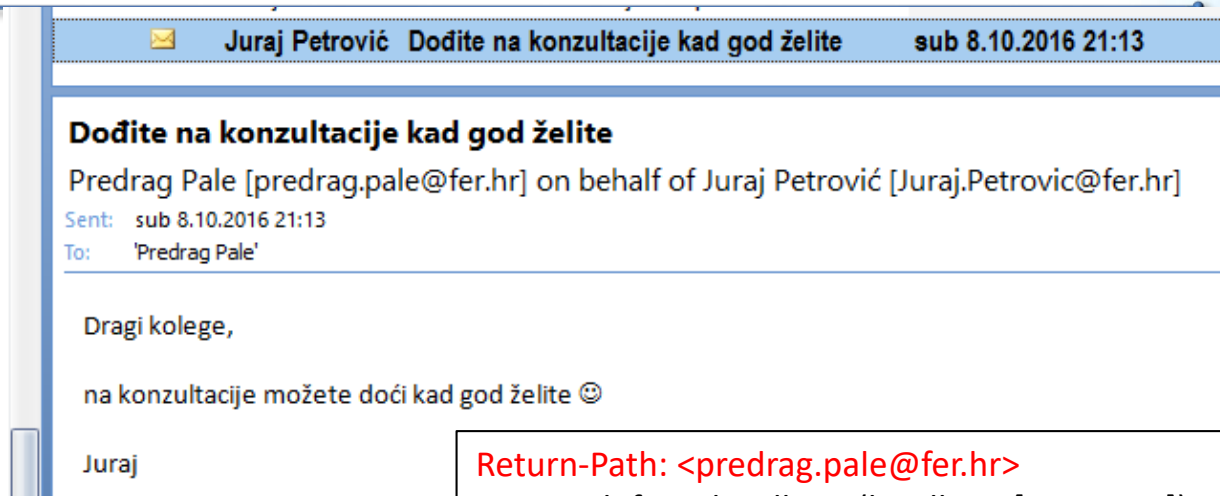 Juraj Petrović Dođite na konzultacije kad god želite sub 8.10.2016 21:13
Dođite na konzultacije kad god želite
Predrag Pale [predrag.pale@fer.hr] on behalf of Juraj Petrović [Juraj.Petrovic@fer.hr]
Sent: sub 8.10.2016 21:13
To: 'Predrag Pale'
Dragi kolege,
na konzultacije možete doći kad god želite ☺
Juraj
Return-Path: <predrag.pale@fer.hr>